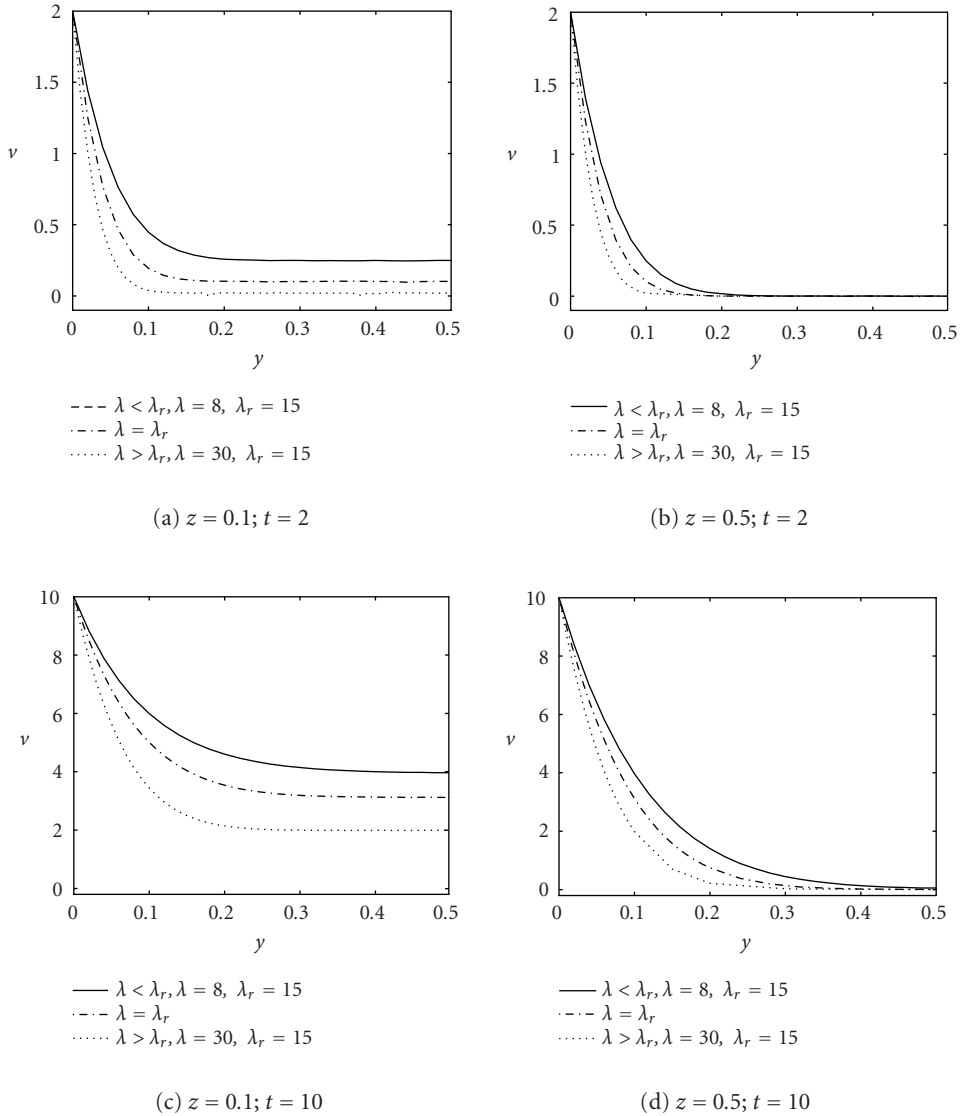 2
1.5
1
0.5
0
v
0 0.1 0.2 0.3 0.4 0.5
y
λ < λr, λ = 8, λr = 15
λ = λr
λ > λr, λ = 30, λr = 15
(a) z = 0.1; t = 2
2
1.5
1
0.5
0
v
0 0.1 0.2 0.3 0.4 0.5
y
λ < λr, λ = 8, λr = 15
λ = λr
λ > λr, λ = 30, λr = 15
(b) z = 0.5; t = 2
10
8
6
4
2
0
v
0 0.1 0.2 0.3 0.4 0.5
y
λ < λr, λ = 8, λr = 15
λ = λr
λ > λr, λ = 30, λr = 15
(c) z = 0.1; t = 10
10
8
6
4
2
0
v
0 0.1 0.2 0.3 0.4 0.5
y
λ < λr, λ = 8, λr = 15
λ = λr
λ > λr, λ = 30, λr = 15
(d) z = 0.5; t = 10